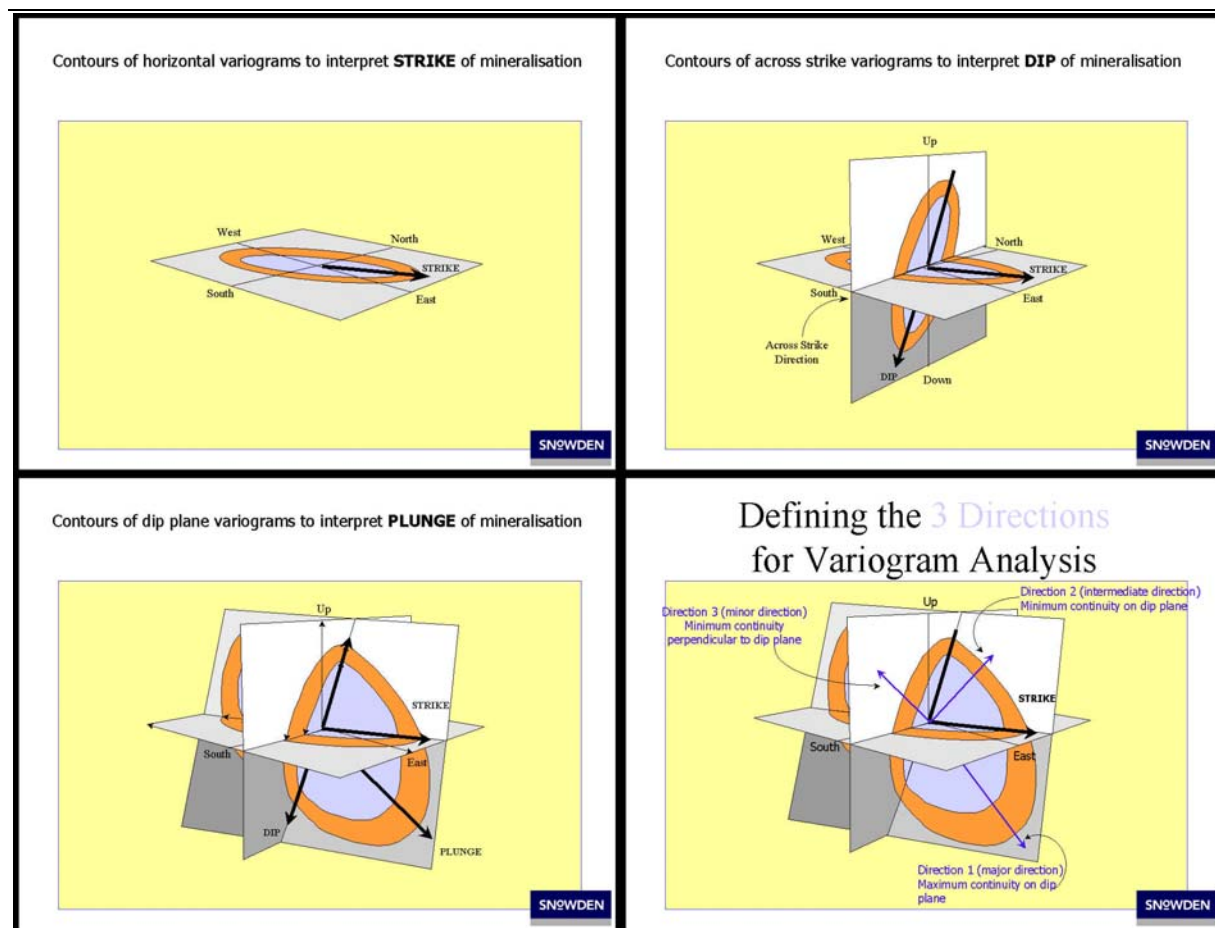 Contours of horizontal variograms to interpret STRIKE of mineralisation
West
North
STRIKE
South
East
SNOWDEN
Contours of across strike variograms to interpret DIP of mineralisation
Up
West
North
STRIKE
South
East
Across Strike
Direction
DIP
Down
SNOWDEN
Contours of dip plane variograms to interpret PLUNGE of mineralisation
Up
STRIKE
South
East
DIP
PLUNGE
SNOWDEN
Defining the 3 Directions
for Variogram Analysis
Direction 3 (minor direction)
Minimum continuity
perpendicular to dip plane
Up
Direction 2 (intermediate direction)
Minimum continuity on dip plane
STRIKE
South
East
Direction 1 (major direction)
Maximum continuity on dip
plane
SNOWDEN